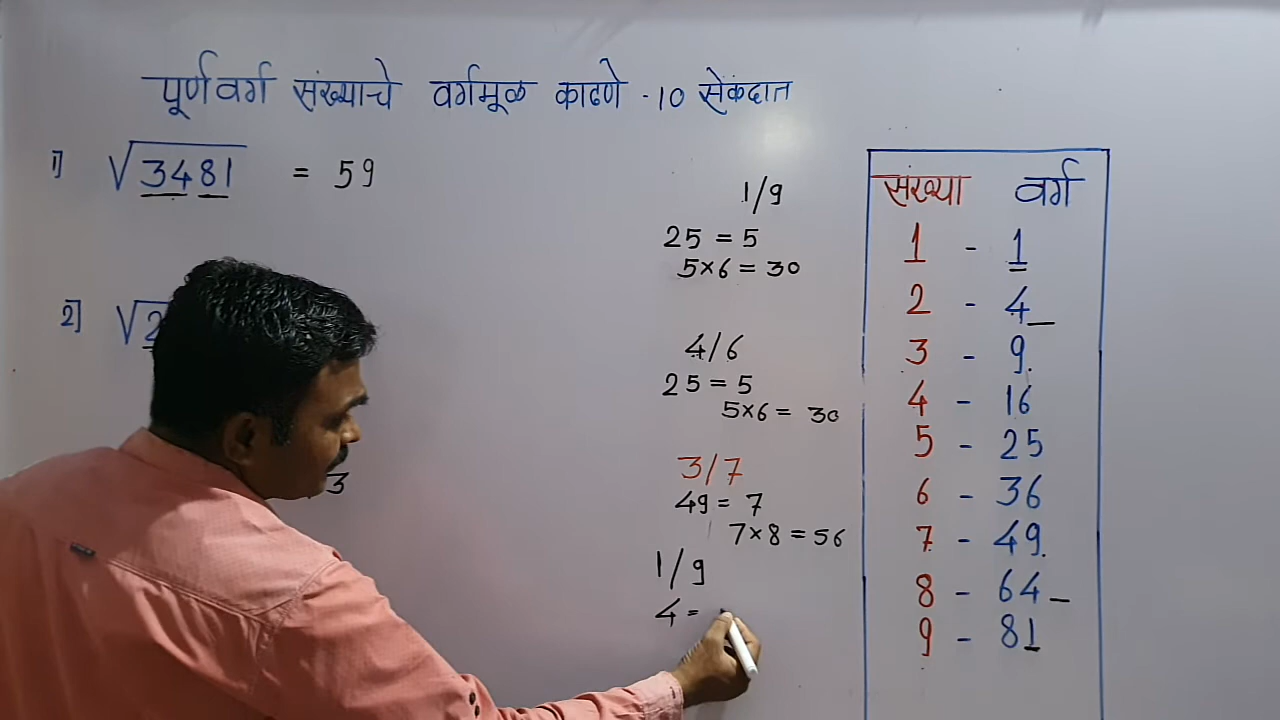 पूर्णवर्ग संख्याचे वर्गमूळ काढणे - 10 सेकंदात
1] √3481 = 59
2] √2
3
1/9
25 = 5
5×6 = 30
4/6
25 = 5
5×6 = 30
3/7
49 = 7
7×8 = 56
1/9
4 =
संख्या - वर्ग
1 - 1
2 - 4
3 - 9
4 - 16
5 - 25
6 - 36
7 - 49
8 - 64
9 - 81